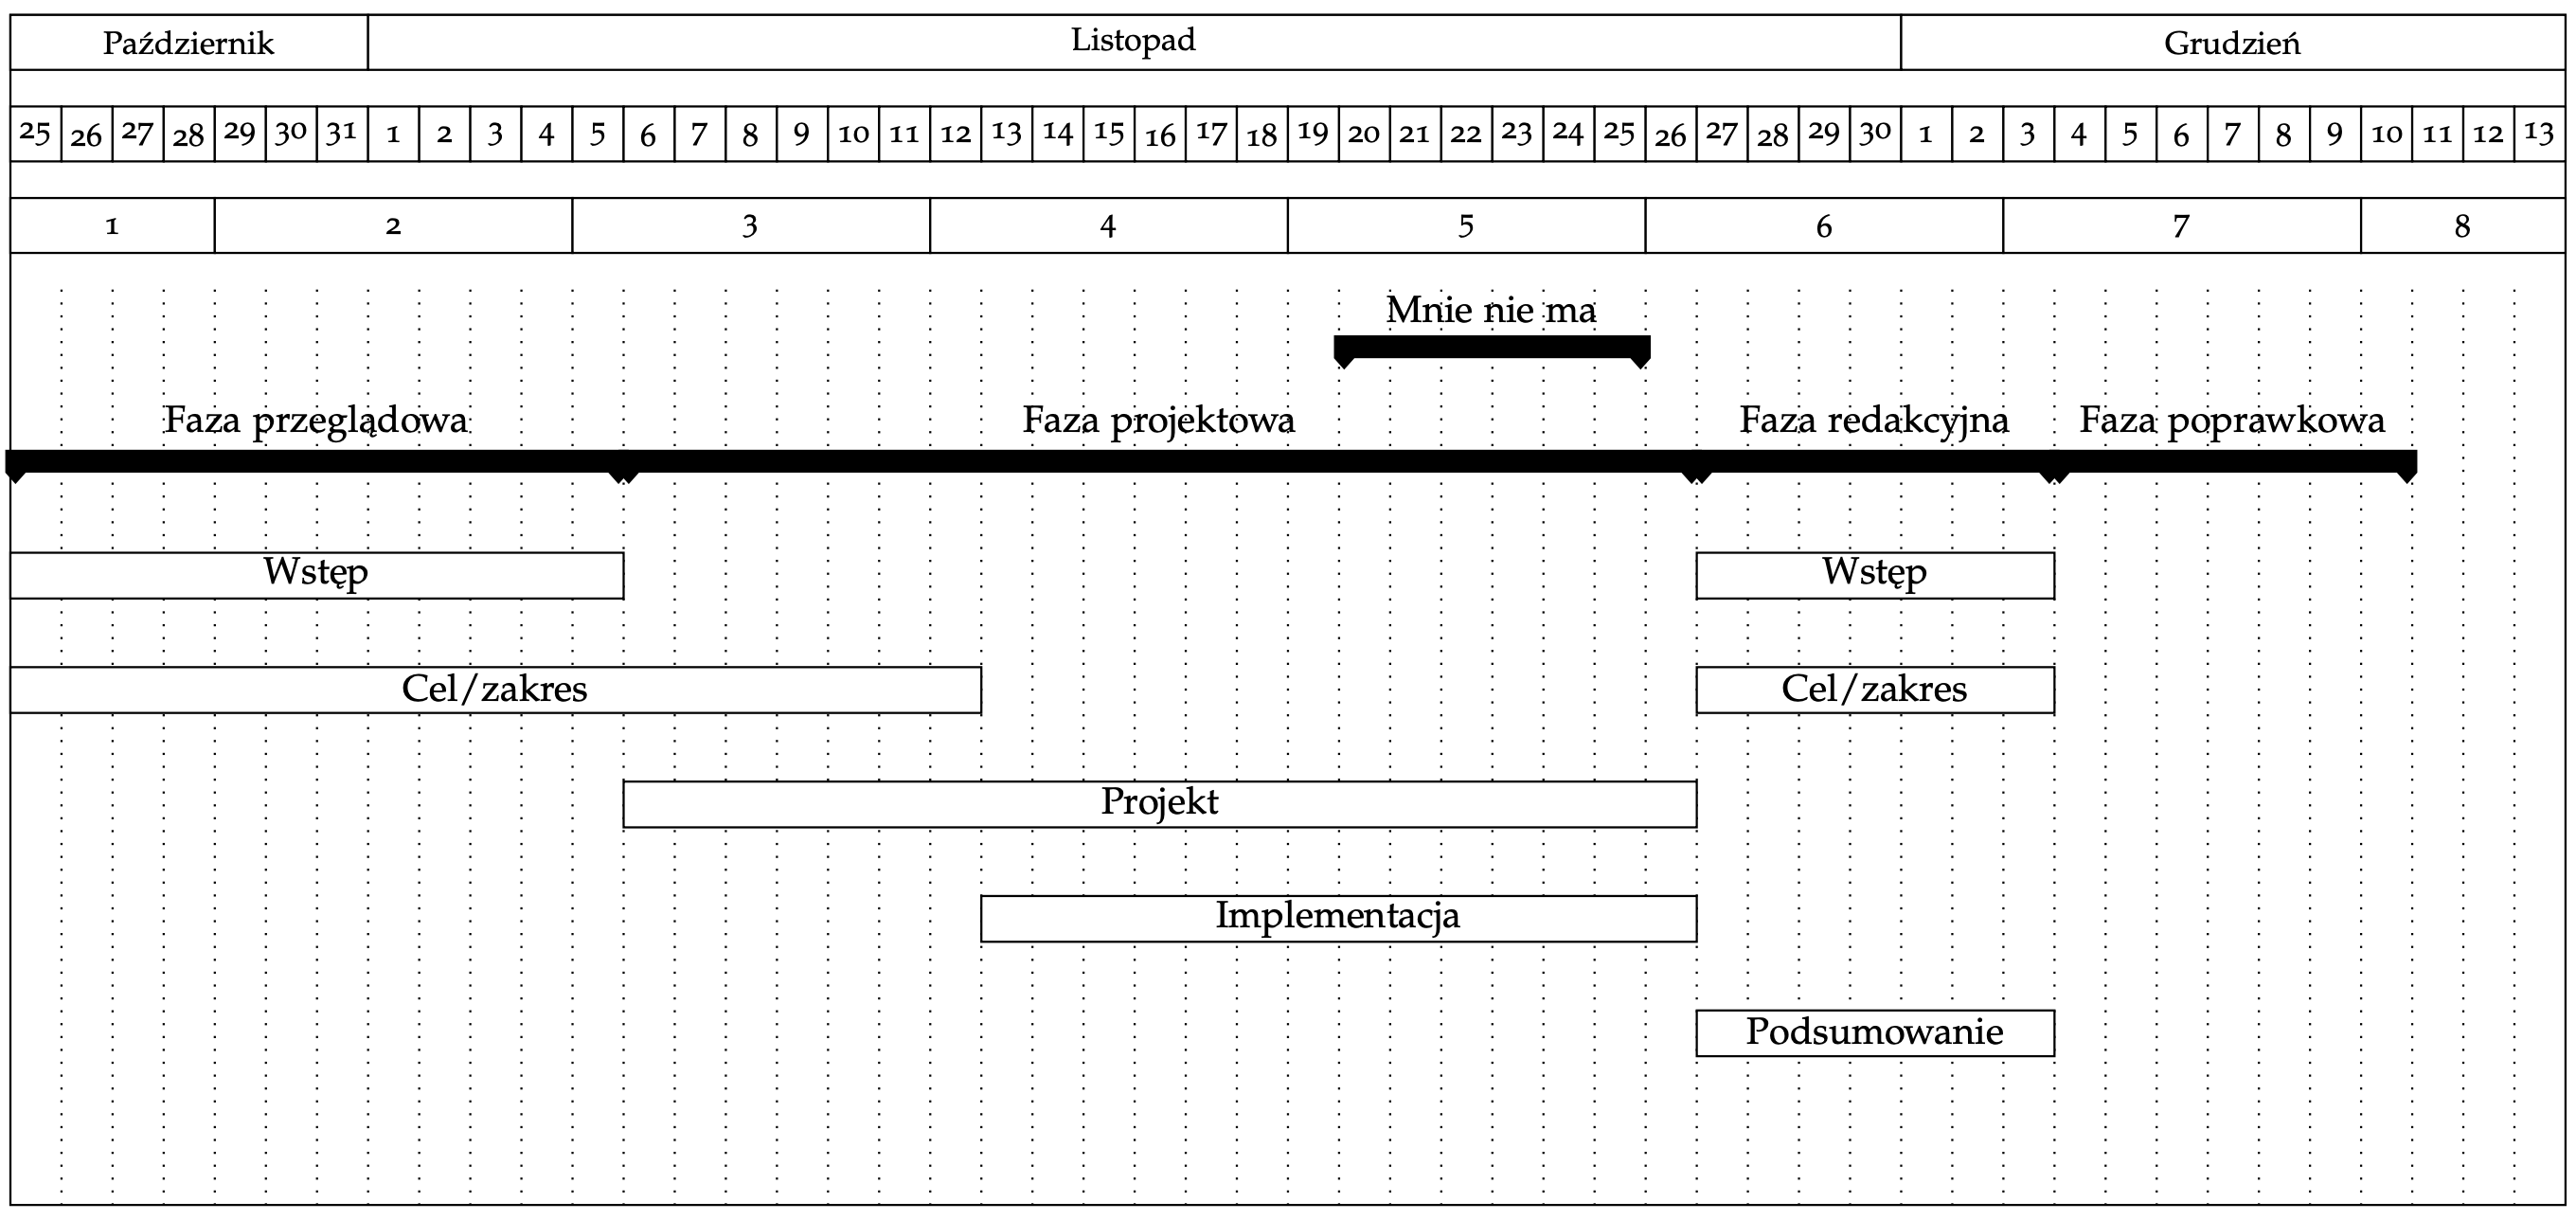 Październik Listopad Grudzień
25 26 27 28 29 30 31 1 2 3 4 5 6 7 8 9 10 11 12 13 14 15 16 17 18 19 20 21 22 23 24 25 26 27 28 29 30 1 2 3 4 5 6 7 8 9 10 11 12 13
1 2 3 4 5 6 7 8
Mnie nie ma
Faza przeglądowa Faza projektowa Faza redakcyjna Faza poprawkowa
Wstęp Wstęp
Cel/zakres Cel/zakres
Projekt
Implementacja
Podsumowanie